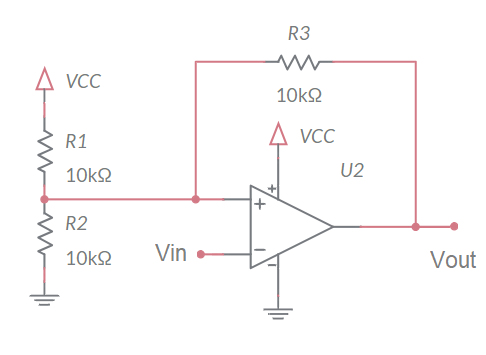 R3
10kΩ
VCC
R1
10kΩ
VCC
U2
R2
10kΩ
Vin
Vout
+
+
−
−